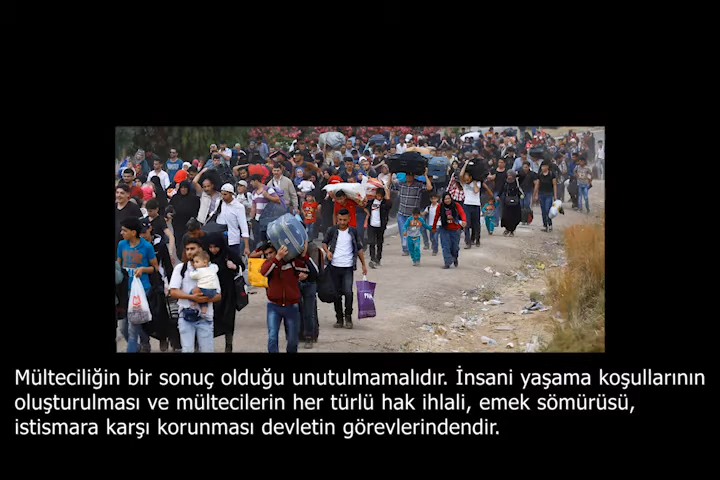 Mülteciliğin bir sonuç olduğu unutulmamalıdır. İnsani yaşama koşullarının
oluşturulması ve mültecilerin her türlü hak ihlali, emek sömürüsü,
istismara karşı korunması devletin görevlerindendir.